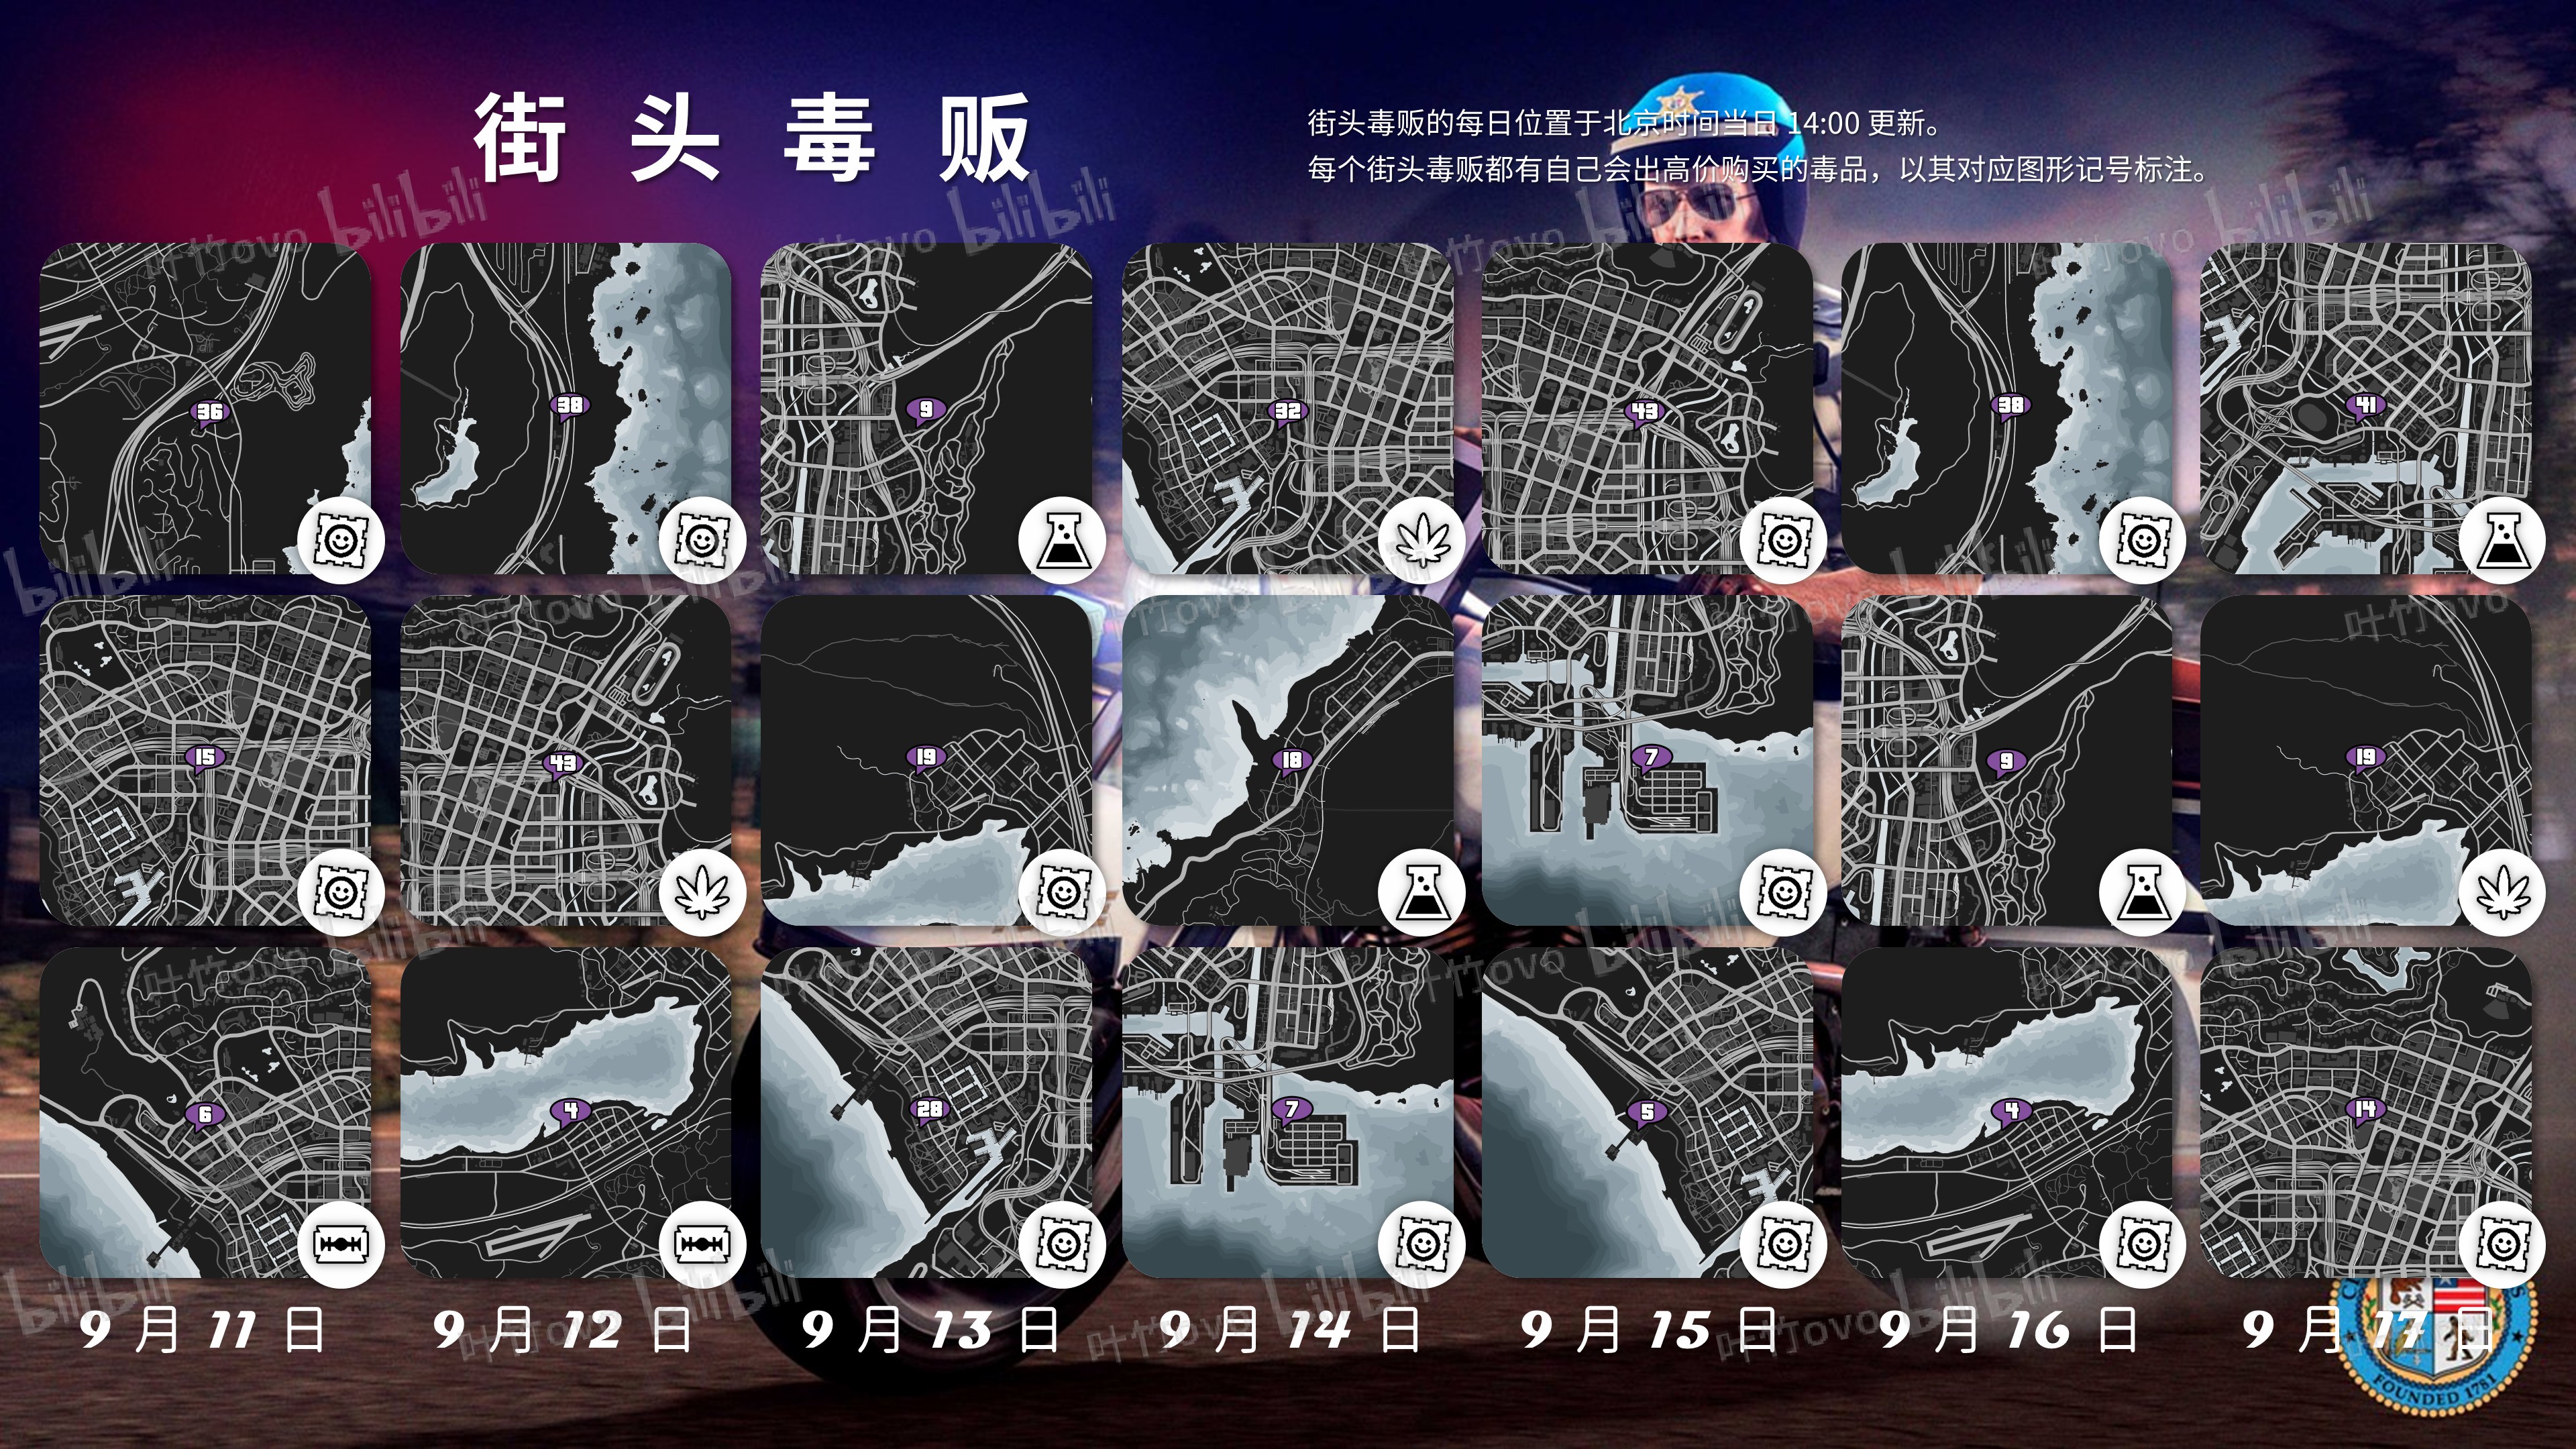 街头毒贩
街头毒贩的每日位置于北京时间当日 14:00 更新。
每个街头毒贩都有自己会出高价购买的毒品，以其对应图形记号标注。
36
38
9
32
43
38
41
15
43
19
18
7
9
19
6
4
28
7
5
4
14
9 月 11 日
9 月 12 日
9 月 13 日
9 月 14 日
9 月 15 日
9 月 16 日
9 月 17 日
FOUNDED 1781
叶竹ovo bilibili